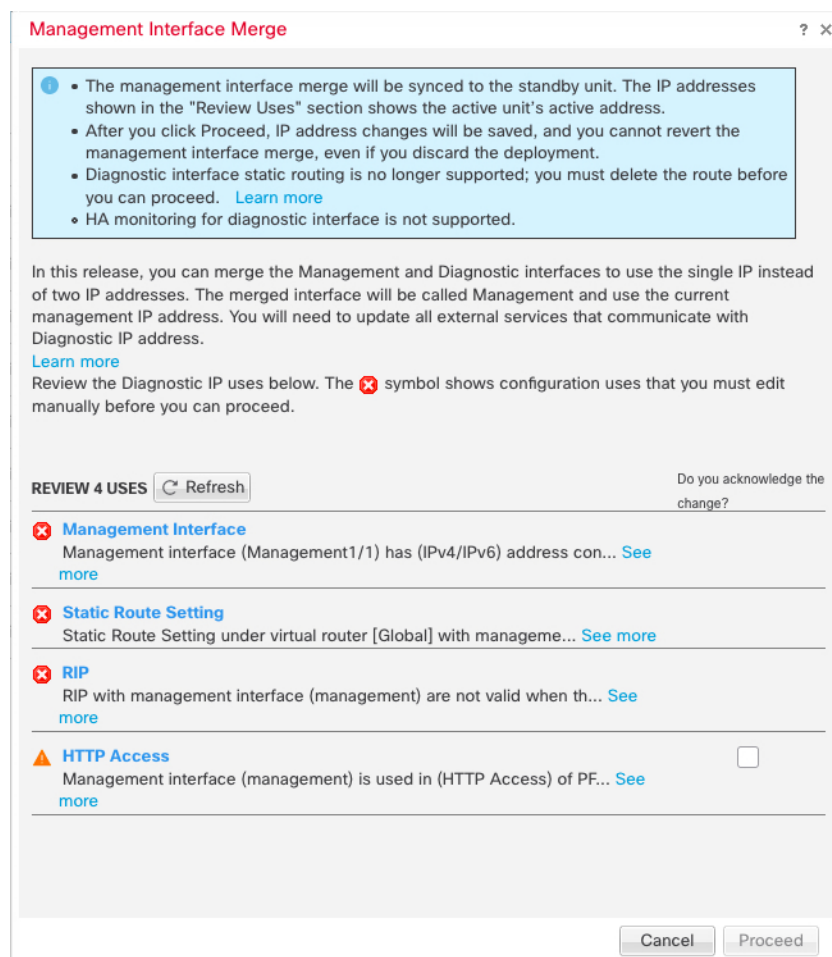 Management Interface Merge ? ×
• The management interface merge will be synced to the standby unit. The IP addresses
shown in the "Review Uses" section shows the active unit's active address.
• After you click Proceed, IP address changes will be saved, and you cannot revert the
management interface merge, even if you discard the deployment.
• Diagnostic interface static routing is no longer supported; you must delete the route before
you can proceed. Learn more
• HA monitoring for diagnostic interface is not supported.
In this release, you can merge the Management and Diagnostic interfaces to use the single IP instead
of two IP addresses. The merged interface will be called Management and use the current
management IP address. You will need to update all external services that communicate with
Diagnostic IP address.
Learn more
Review the Diagnostic IP uses below. The symbol shows configuration uses that you must edit
manually before you can proceed.
REVIEW 4 USES Refresh
Do you acknowledge the
change?
Management Interface
Management interface (Management1/1) has (IPv4/IPv6) address con... See
more
Static Route Setting
Static Route Setting under virtual router [Global] with manageme... See more
RIP
RIP with management interface (management) are not valid when th... See
more
HTTP Access
Management interface (management) is used in (HTTP Access) of PF... See
more
Cancel Proceed